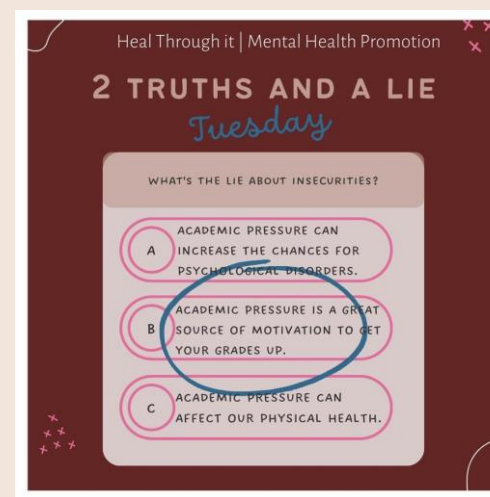 Heal Through it | Mental Health Promotion
2 TRUTHS AND A LIE
Tuesday
WHAT'S THE LIE ABOUT INSECURITIES?
A
ACADEMIC PRESSURE CAN
INCREASE THE CHANCES FOR
PSYCHOLOGICAL DISORDERS.
B
ACADEMIC PRESSURE IS A GREAT
SOURCE OF MOTIVATION TO GET
YOUR GRADES UP.
C
ACADEMIC PRESSURE CAN
AFFECT OUR PHYSICAL HEALTH.